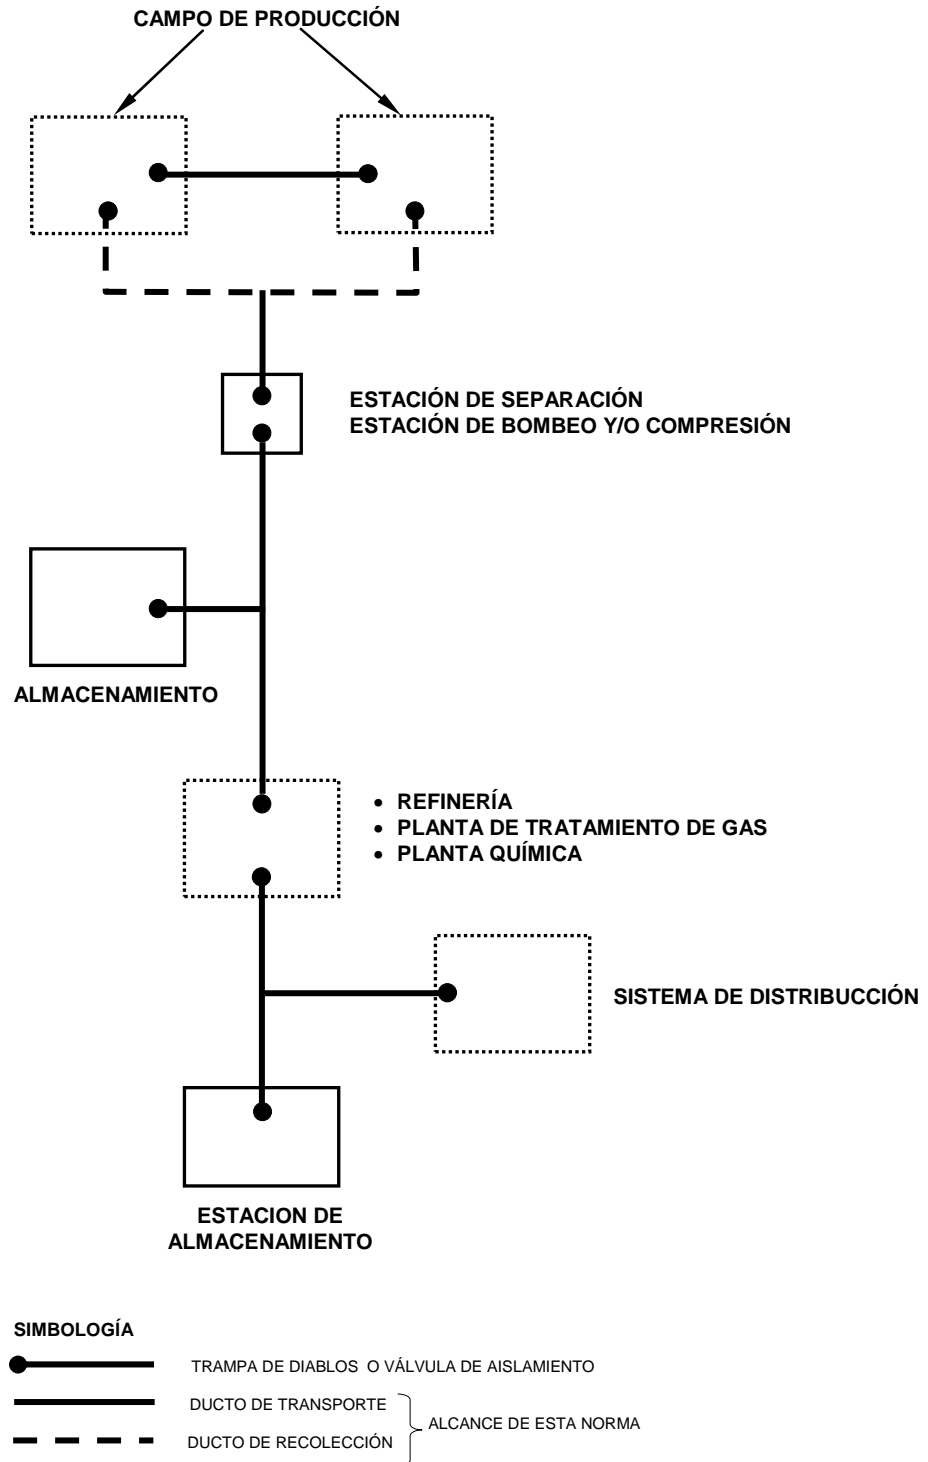 CAMPO DE PRODUCCIÓN
ESTACIÓN DE SEPARACIÓN
ESTACIÓN DE BOMBEO Y/O COMPRESIÓN
ALMACENAMIENTO
• REFINERÍA
• PLANTA DE TRATAMIENTO DE GAS
• PLANTA QUÍMICA
SISTEMA DE DISTRIBUCCIÓN
ESTACION DE
ALMACENAMIENTO
SIMBOLOGÍA
TRAMPA DE DIABLOS O VÁLVULA DE AISLAMIENTO
DUCTO DE TRANSPORTE
ALCANCE DE ESTA NORMA
DUCTO DE RECOLECCIÓN